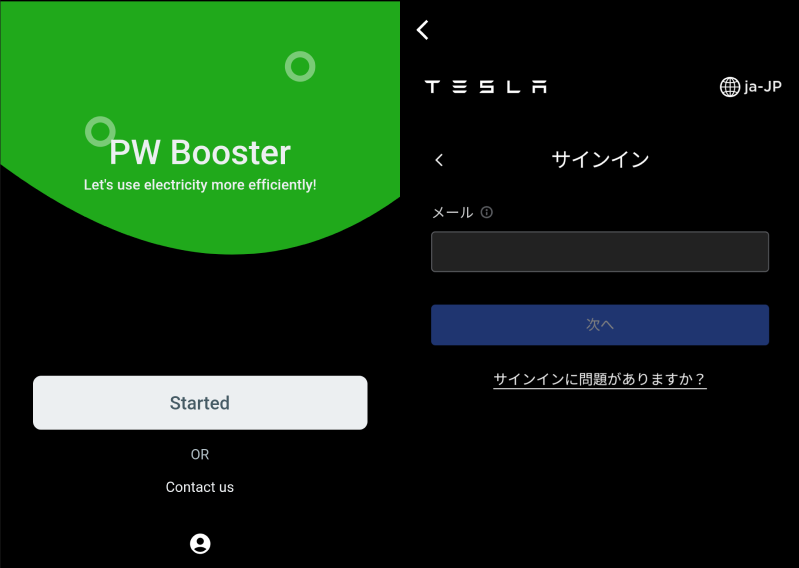 PW Booster
Let's use electricity more efficiently!
Started
OR
Contact us
TESLA
ja-JP
サインイン
メール
次へ
サインインに問題がありますか？